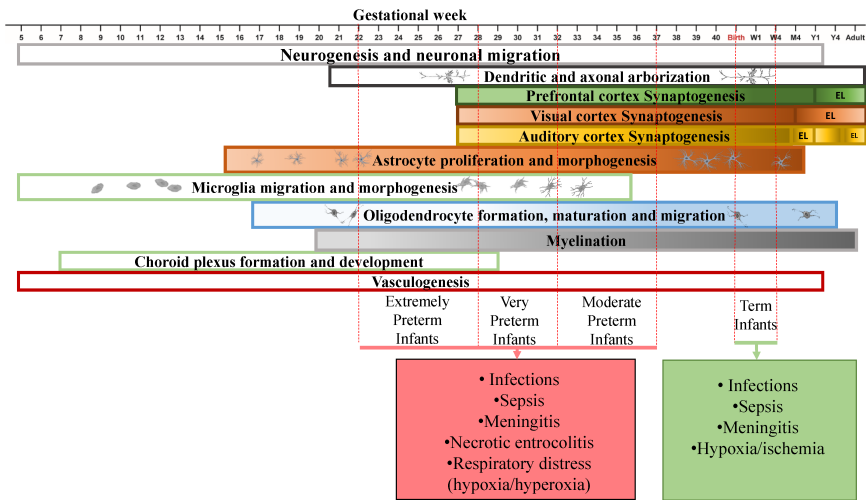 Gestational week
5 6 7 8 9 10 11 12 13 14 15 16 17 18 19 20 21 22 23 24 25 26 27 28 29 30 31 32 33 34 35 36 37 38 39 40 Birth W1 W4 M4 Y1 Y4 Adult
Neurogenesis and neuronal migration
Dendritic and axonal arborization
Prefrontal cortex Synaptogenesis EL
Visual cortex Synaptogenesis EL
Auditory cortex Synaptogenesis EL EL
Astrocyte proliferation and morphogenesis
Microglia migration and morphogenesis
Oligodendrocyte formation, maturation and migration
Myelination
Choroid plexus formation and development
Vasculogenesis
Extremely
Preterm
Infants
Very
Preterm
Infants
Moderate
Preterm
Infants
Term
Infants
• Infections
•Sepsis
•Meningitis
•Necrotic entrocolitis
•Respiratory distress
(hypoxia/hyperoxia)
• Infections
•Sepsis
•Meningitis
•Hypoxia/ischemia